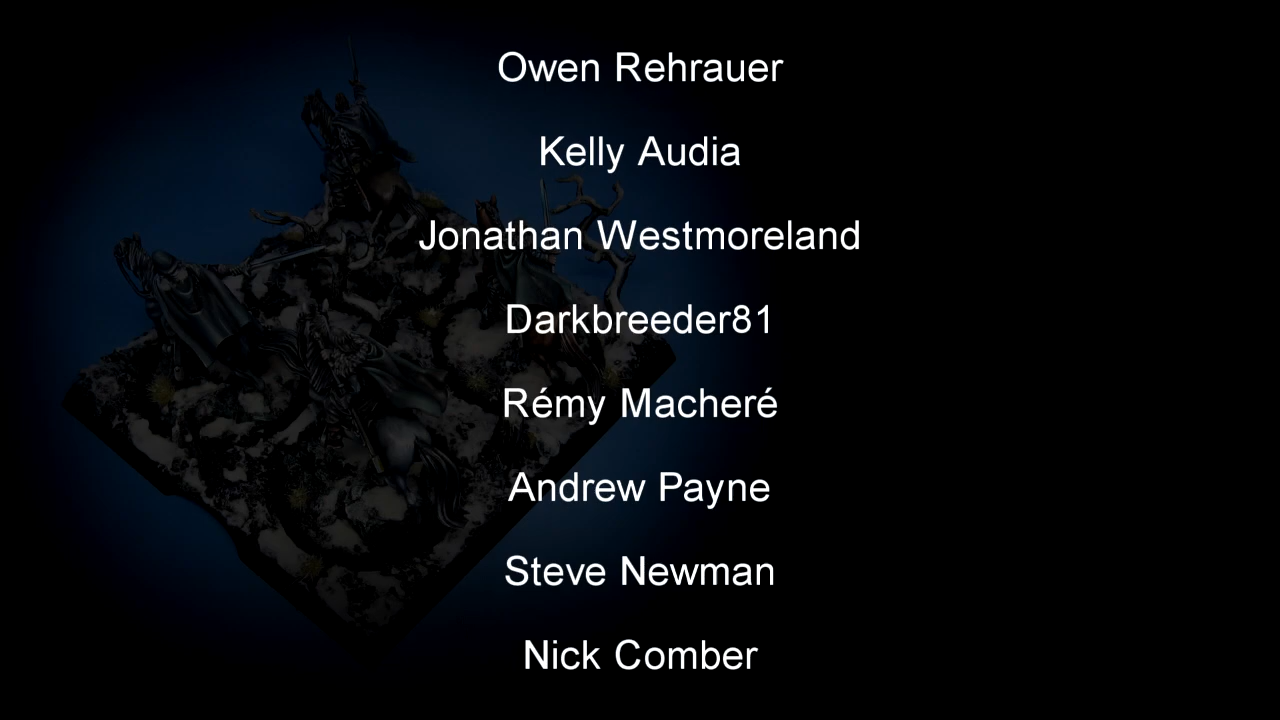 Owen Rehrauer
Kelly Audia
Jonathan Westmoreland
Darkbreeder81
Rémy Macheré
Andrew Payne
Steve Newman
Nick Comber